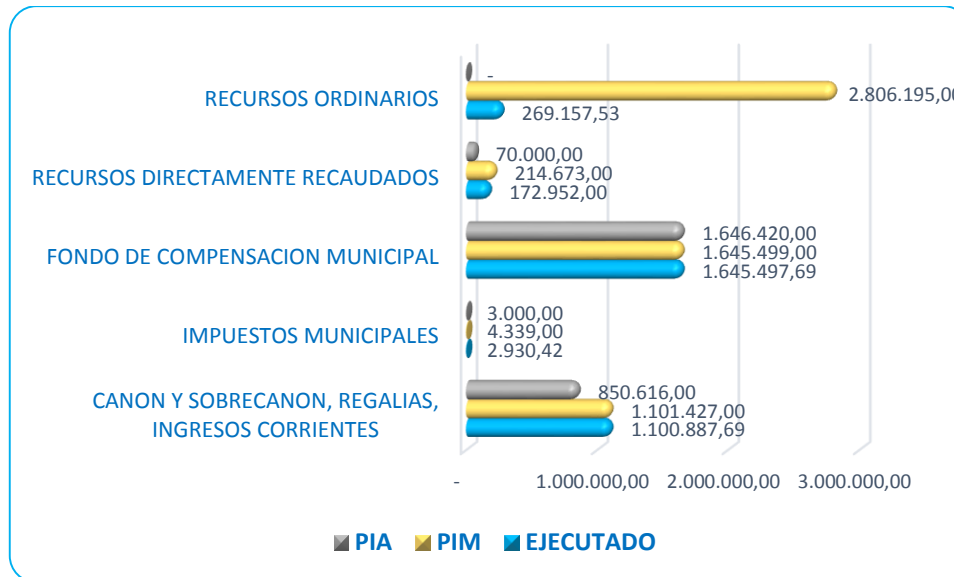 -
RECURSOS ORDINARIOS
2.806.195,00
269.157,53
70.000,00
RECURSOS DIRECTAMENTE RECAUDADOS
214.673,00
172.952,00
1.646.420,00
FONDO DE COMPENSACION MUNICIPAL
1.645.499,00
1.645.497,69
3.000,00
IMPUESTOS MUNICIPALES
4.339,00
2.930,42
850.616,00
CANON Y SOBRECANON, REGALIAS,
INGRESOS CORRIENTES
1.101.427,00
1.100.887,69
- 1.000.000,00 2.000.000,00 3.000.000,00
PIA PIM EJECUTADO